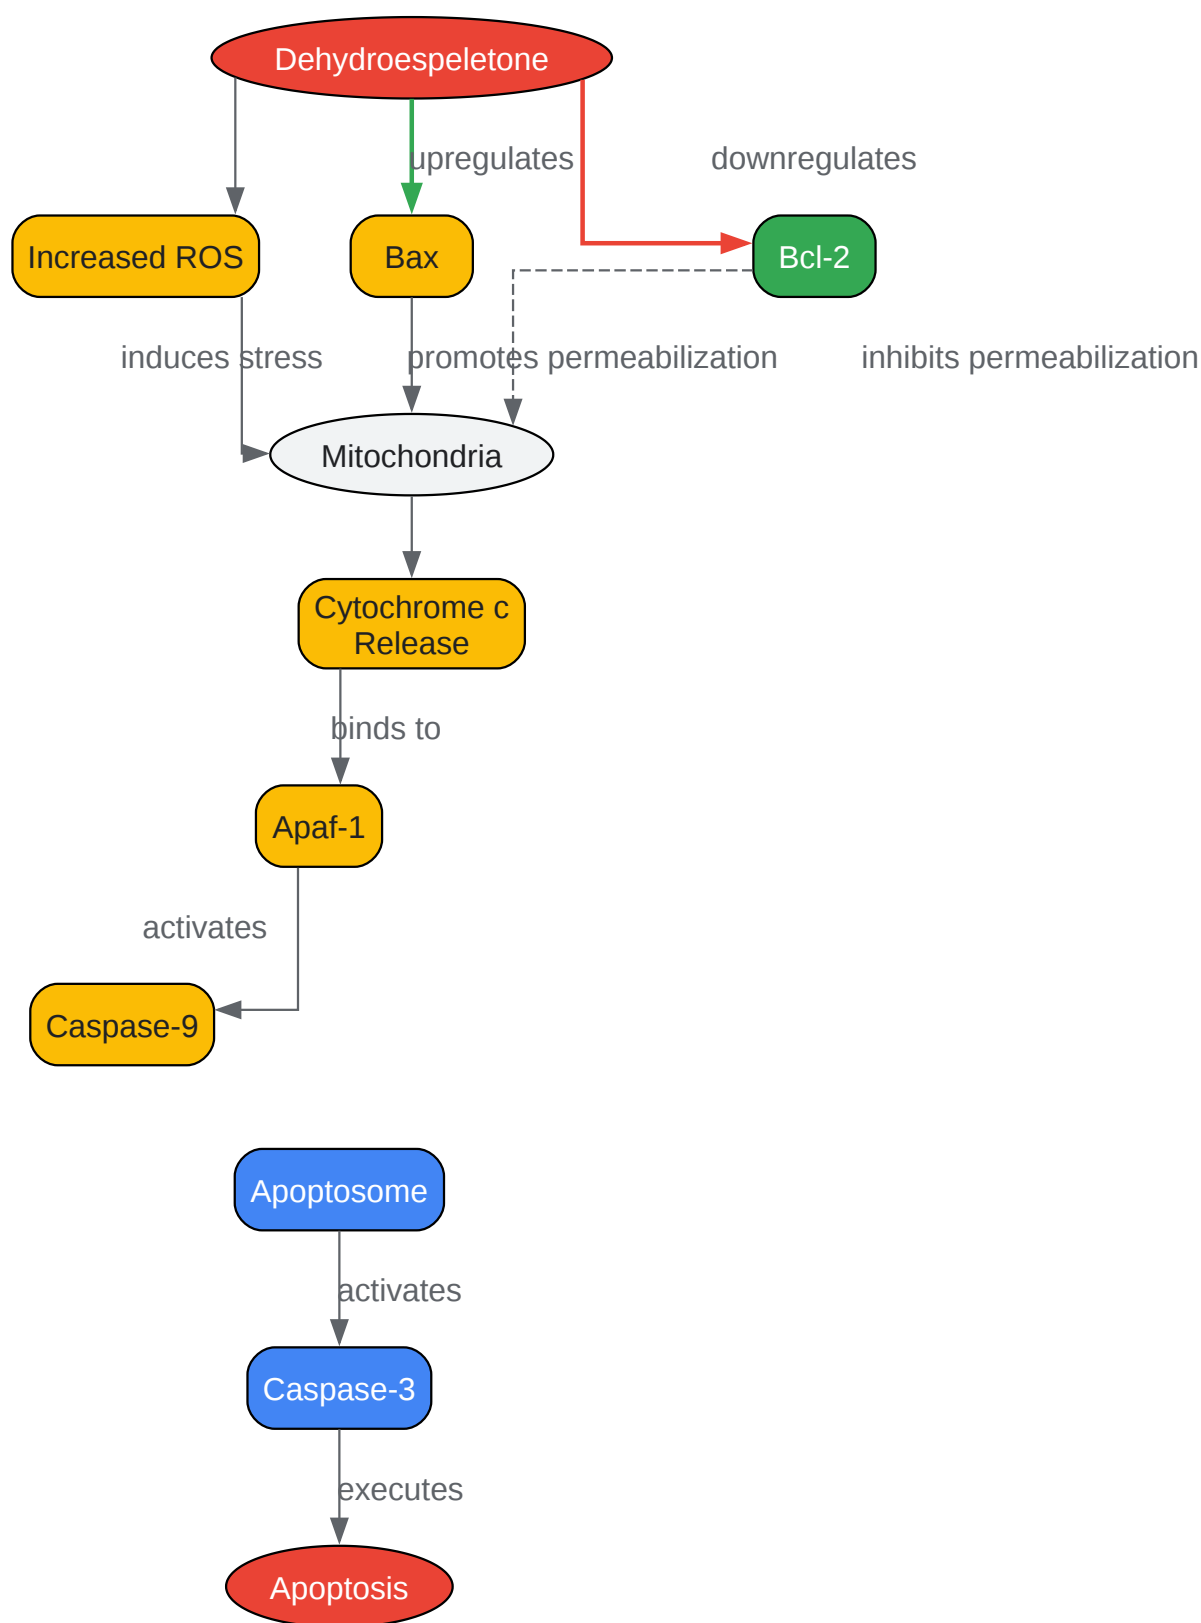 Dehydroespeletone
upregulates
downregulates
Increased ROS
Bax
Bcl-2
induces stress
promotes permeabilization
inhibits permeabilization
Mitochondria
Cytochrome c
Release
binds to
Apaf-1
activates
Caspase-9
Apoptosome
activates
Caspase-3
executes
Apoptosis